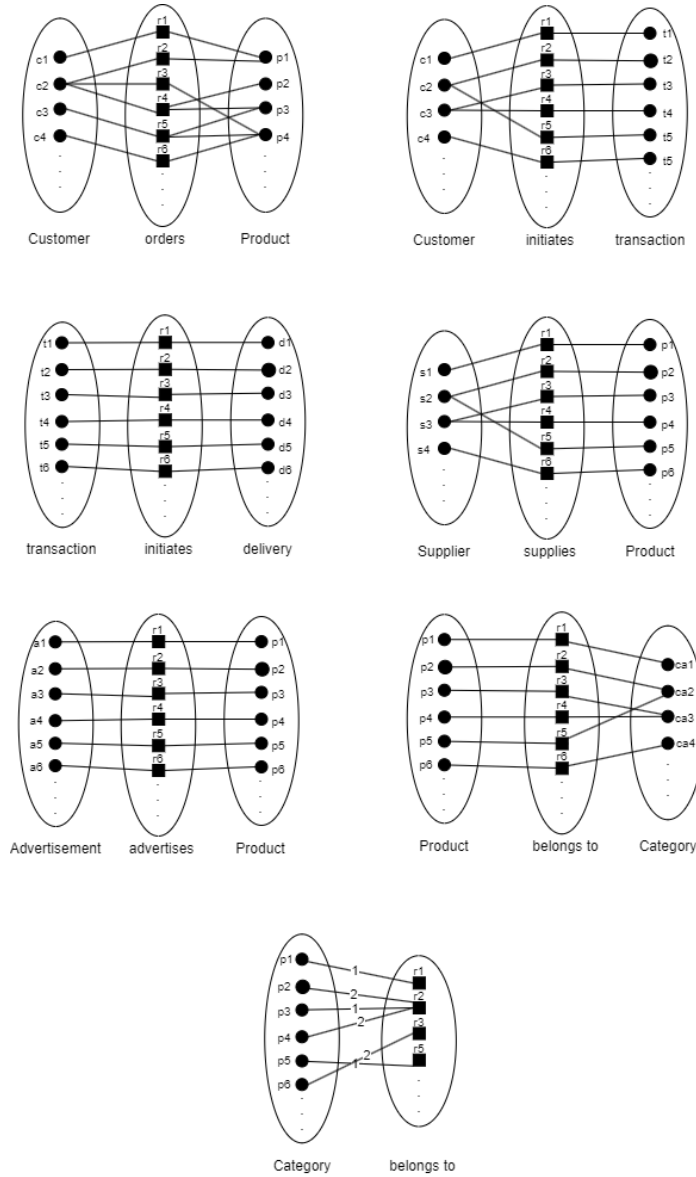 r1
c1
r2
p1
c2
r3
p2
c3
r4
p3
c4
r5
p4
r6
Customer orders Product
r1
c1
t1
r2
t2
c2
r3
t3
c3
r4
t4
c4
r5
t5
r6
t5
Customer initiates transaction
r1
t1
d1
r2
t2
d2
r3
t3
d3
r4
t4
d4
r5
t5
d5
r6
t6
d6
transaction initiates delivery
r1
s1
p1
r2
p2
s2
r3
p3
s3
r4
p4
s4
r5
p5
r6
p6
Supplier supplies Product
r1
a1
p1
r2
a2
p2
r3
a3
p3
r4
a4
p4
r5
a5
p5
r6
a6
p6
Advertisement advertises Product
r1
p1
r2
ca1
p2
r3
ca2
p3
r4
ca3
p4
r5
ca4
p5
r6
p6
Product belongs to Category
p1
1
r1
p2
2
r2
p3
1
p4
2
r3
p5
2
1
r5
p6
Category belongs to